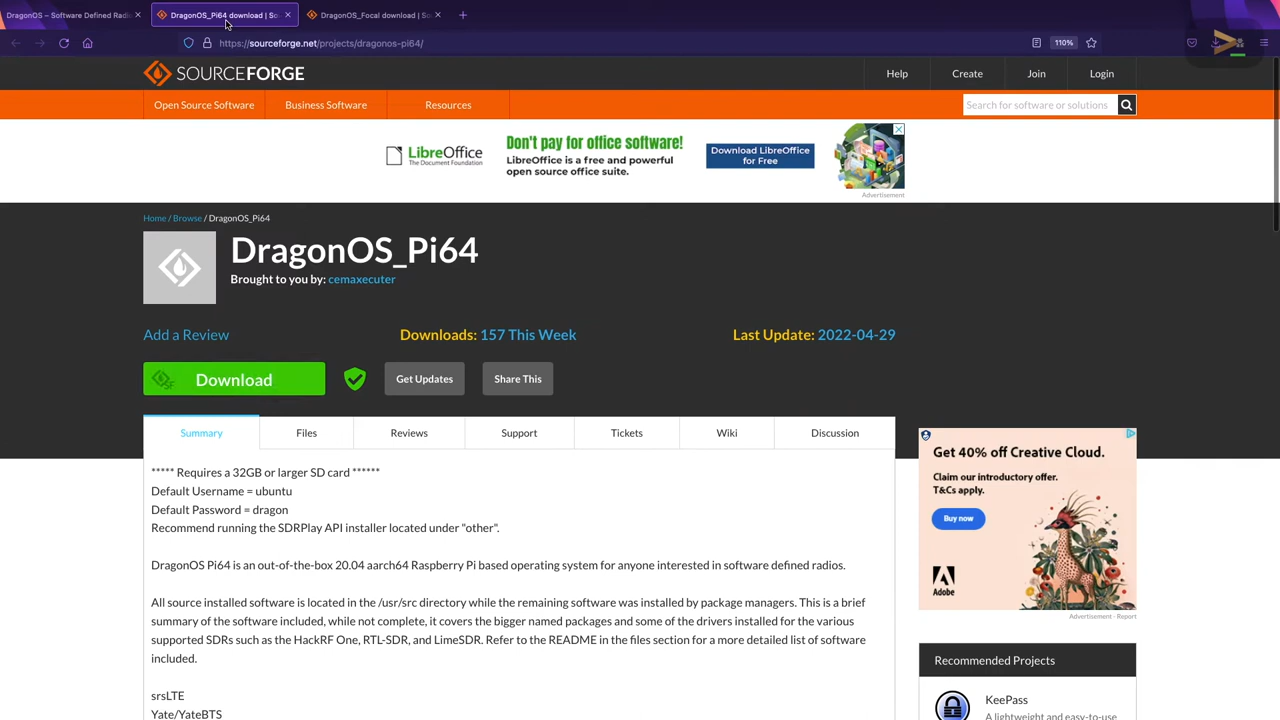 DragonOS – Software Defined Radi
DragonOS_Pi64 download | So
DragonOS_Focal download | So
https://sourceforge.net/projects/dragonos-pi64/
110%
SOURCEFORGE
Help
Create
Join
Login
Open Source Software
Business Software
Resources
Search for software or solutions
LibreOffice
The Document Foundation
Don't pay for office software!
LibreOffice is a free and powerful
open source office suite.
Download LibreOffice
for Free
Advertisement
Home / Browse / DragonOS_Pi64
DragonOS_Pi64
Brought to you by: cemaxecuter
Add a Review
Downloads: 157 This Week
Last Update: 2022-04-29
Download
Get Updates
Share This
Summary
Files
Reviews
Support
Tickets
Wiki
Discussion
***** Requires a 32GB or larger SD card ******
Default Username = ubuntu
Default Password = dragon
Recommend running the SDRPlay API installer located under "other".
DragonOS Pi64 is an out-of-the-box 20.04 aarch64 Raspberry Pi based operating system for anyone interested in software defined radios.
All source installed software is located in the /usr/src directory while the remaining software was installed by package managers. This is a brief
summary of the software included, while not complete, it covers the bigger named packages and some of the drivers installed for the various
supported SDRs such as the HackRF One, RTL-SDR, and LimeSDR. Refer to the README in the files section for a more detailed list of software
included.
srsLTE
Yate/YateBTS
Get 40% off Creative Cloud.
Claim our introductory offer.
T&Cs apply.
Buy now
Adobe
Advertisement - Report
Recommended Projects
KeePass
A lightweight and easy-to-use